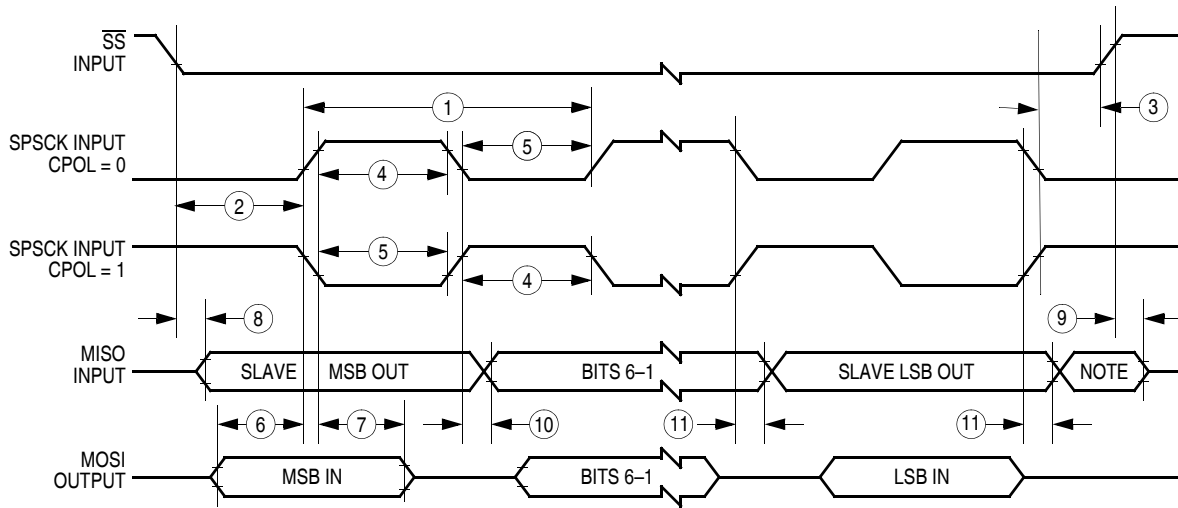 SS
INPUT
1
3
SPSCK INPUT
CPOL = 0
5
4
2
SPSCK INPUT
CPOL = 1
5
4
8
9
MISO
INPUT
SLAVE MSB OUT
BITS 6–1
SLAVE LSB OUT
NOTE
6
7
10
11
11
MOSI
OUTPUT
MSB IN
BITS 6–1
LSB IN